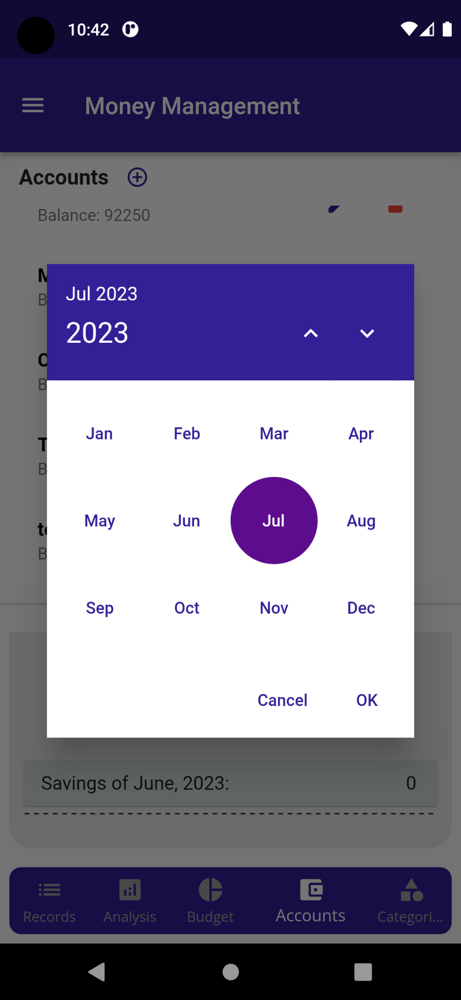 10:42
Money Management
Accounts
Balance: 92250
M
B
B
T
B
B
Jul 2023
2023
Jan Feb Mar Apr
May Jun Jul Aug
Sep Oct Nov Dec
Cancel OK
Savings of June, 2023: 0
Records Analysis Budget Accounts Categori...